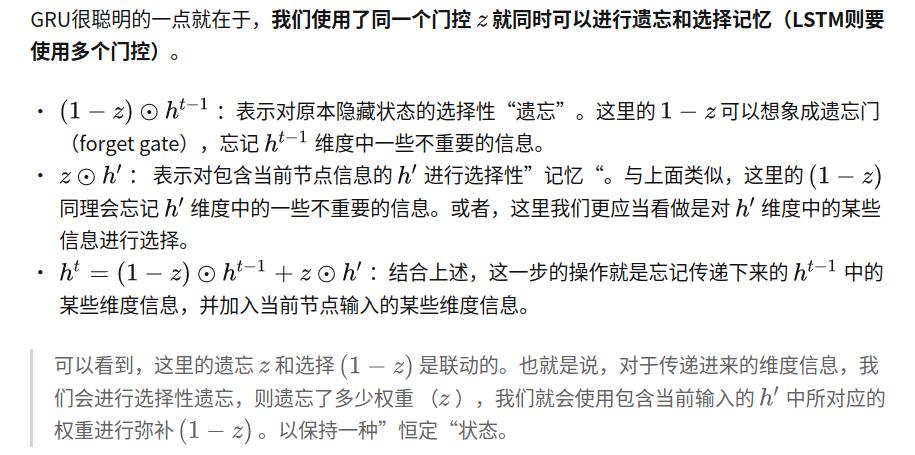 GRU很聪明的一点就在于，我们使用了同一个门控 z 就同时可以进行遗忘和选择记忆（LSTM则要
使用多个门控）。
• (1 − z) ⊙ h^{t−1} ：表示对原本隐藏状态的选择性“遗忘”。这里的 1 − z 可以想象成遗忘门
（forget gate），忘记 h^{t−1} 维度中一些不重要的信息。
• z ⊙ h′ ： 表示对包含当前节点信息的 h′ 进行选择性”记忆“。与上面类似，这里的 (1 − z)
同理会忘记 h′ 维度中的一些不重要的信息。或者，这里我们更应当看做是对 h′ 维度中的某些
信息进行选择。
• h^t = (1 − z) ⊙ h^{t−1} + z ⊙ h′ ：结合上述，这一步的操作就是忘记传递下来的 h^{t−1} 中的
某些维度信息，并加入当前节点输入的某些维度信息。
可以看到，这里的遗忘 z 和选择 (1 − z) 是联动的。也就是说，对于传递进来的维度信息，我
们会进行选择性遗忘，则遗忘了多少权重 （z ），我们就会使用包含当前输入的 h′ 中所对应的
权重进行弥补 (1 − z) 。以保持一种”恒定“状态。